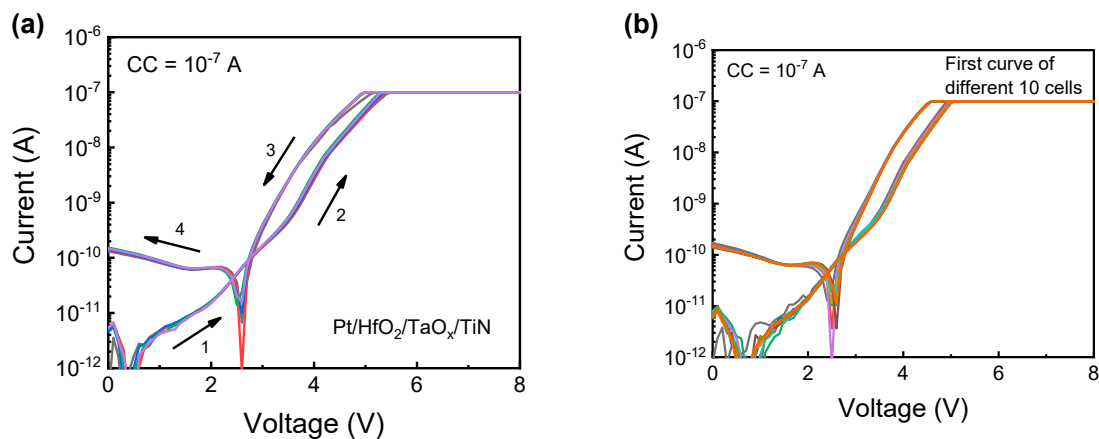 (a)
CC = 10⁻⁷ A
10⁻⁶
10⁻⁷
10⁻⁸
10⁻⁹
10⁻¹⁰
10⁻¹¹
10⁻¹²
Current (A)
1
2
3
4
Pt/HfO₂/TaOₓ/TiN
0 2 4 6 8
Voltage (V)
(b)
CC = 10⁻⁷ A
First curve of
different 10 cells
10⁻⁶
10⁻⁷
10⁻⁸
10⁻⁹
10⁻¹⁰
10⁻¹¹
10⁻¹²
Current (A)
0 2 4 6 8
Voltage (V)